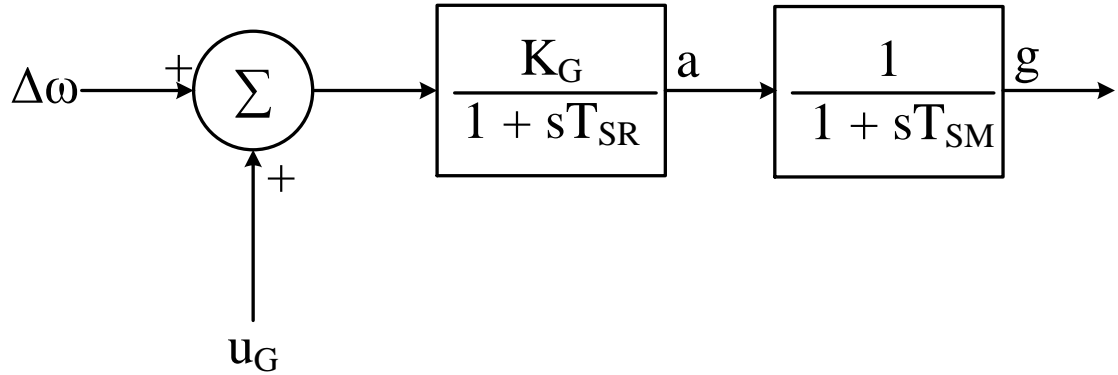 Δω
+
Σ
+
u_G
K_G
1 + sT_SR
a
1
1 + sT_SM
g